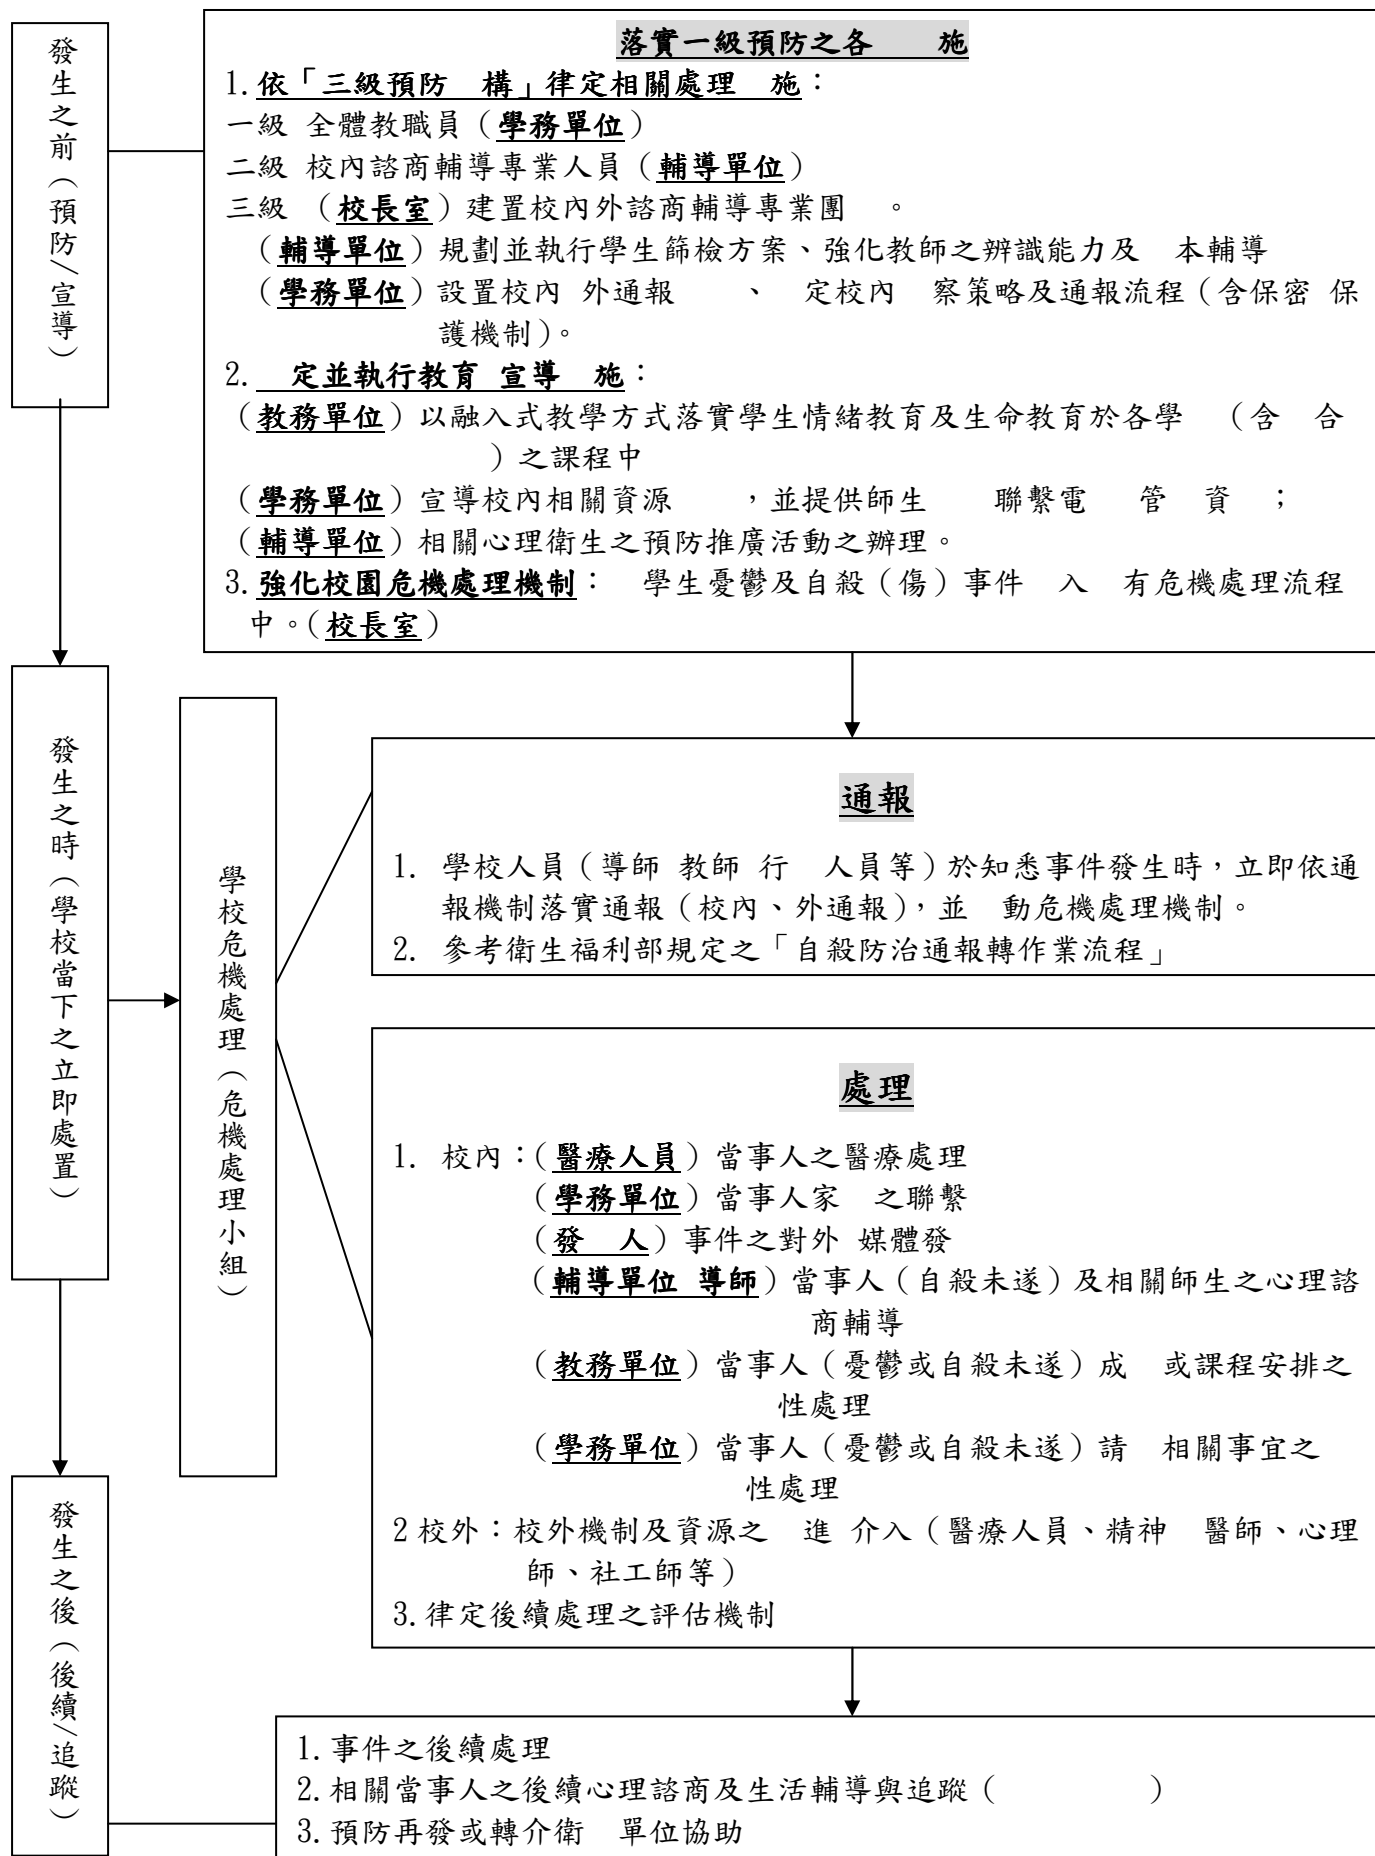 發生之前（預防/宣導）
落實一級預防之各　　施
1.依「三級預防　構」律定相關處理　施：
一級 全體教職員（學務單位）
二級 校內諮商輔導專業人員（輔導單位）
三級 （校長室）建置校內外諮商輔導專業團　。
（輔導單位）規劃並執行學生篩檢方案、強化教師之辨識能力及　本輔導
（學務單位）設置校內 外通報　　、　定校內　察策略及通報流程（含保密 保
護機制）。
2.　定並執行教育 宣導　施：
（教務單位）以融入式教學方式落實學生情緒教育及生命教育於各學　（含　合
）之課程中
（學務單位）宣導校內相關資源　　，並提供師生　　聯繫電　管　資　；
（輔導單位）相關心理衛生之預防推廣活動之辦理。
3.強化校園危機處理機制：　學生憂鬱及自殺（傷）事件　入　有危機處理流程
中。（校長室）
發生之時（學校當下之立即處置）
學校危機處理（危機處理小組）
通報
1. 學校人員（導師 教師 行　人員等）於知悉事件發生時，立即依通
報機制落實通報（校內、外通報），並　動危機處理機制。
2. 參考衛生福利部規定之「自殺防治通報轉作業流程」
處理
1. 校內：（醫療人員）當事人之醫療處理
（學務單位）當事人家　之聯繫
（發　人）事件之對外 媒體發
（輔導單位 導師）當事人（自殺未遂）及相關師生之心理諮
商輔導
（教務單位）當事人（憂鬱或自殺未遂）成　或課程安排之
性處理
（學務單位）當事人（憂鬱或自殺未遂）請　相關事宜之
性處理
2 校外：校外機制及資源之　進 介入（醫療人員、精神　醫師、心理
師、社工師等）
3.律定後續處理之評估機制
發生之後（後續/追蹤）
1.事件之後續處理
2.相關當事人之後續心理諮商及生活輔導與追蹤（　　　　）
3.預防再發或轉介衛　單位協助